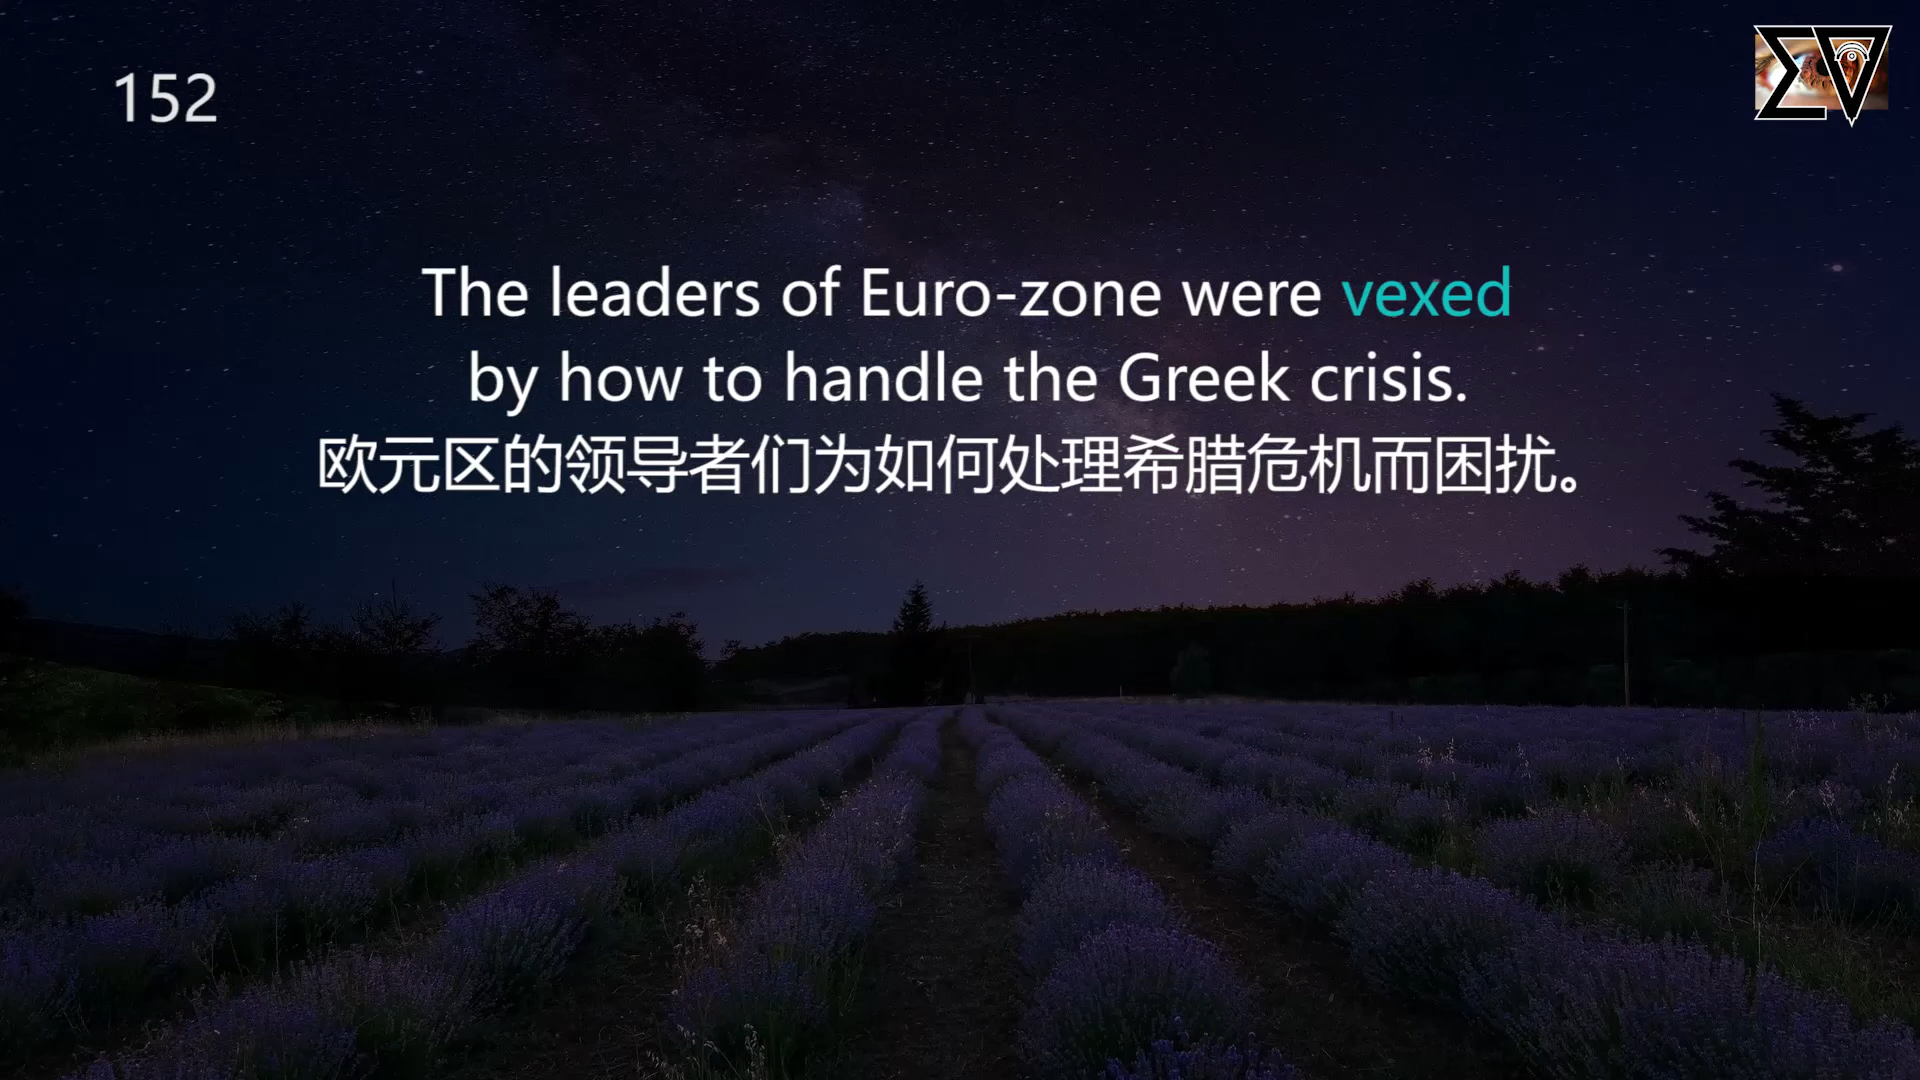 152
The leaders of Euro-zone were vexed
by how to handle the Greek crisis.
欧元区的领导者们为如何处理希腊危机而困扰。